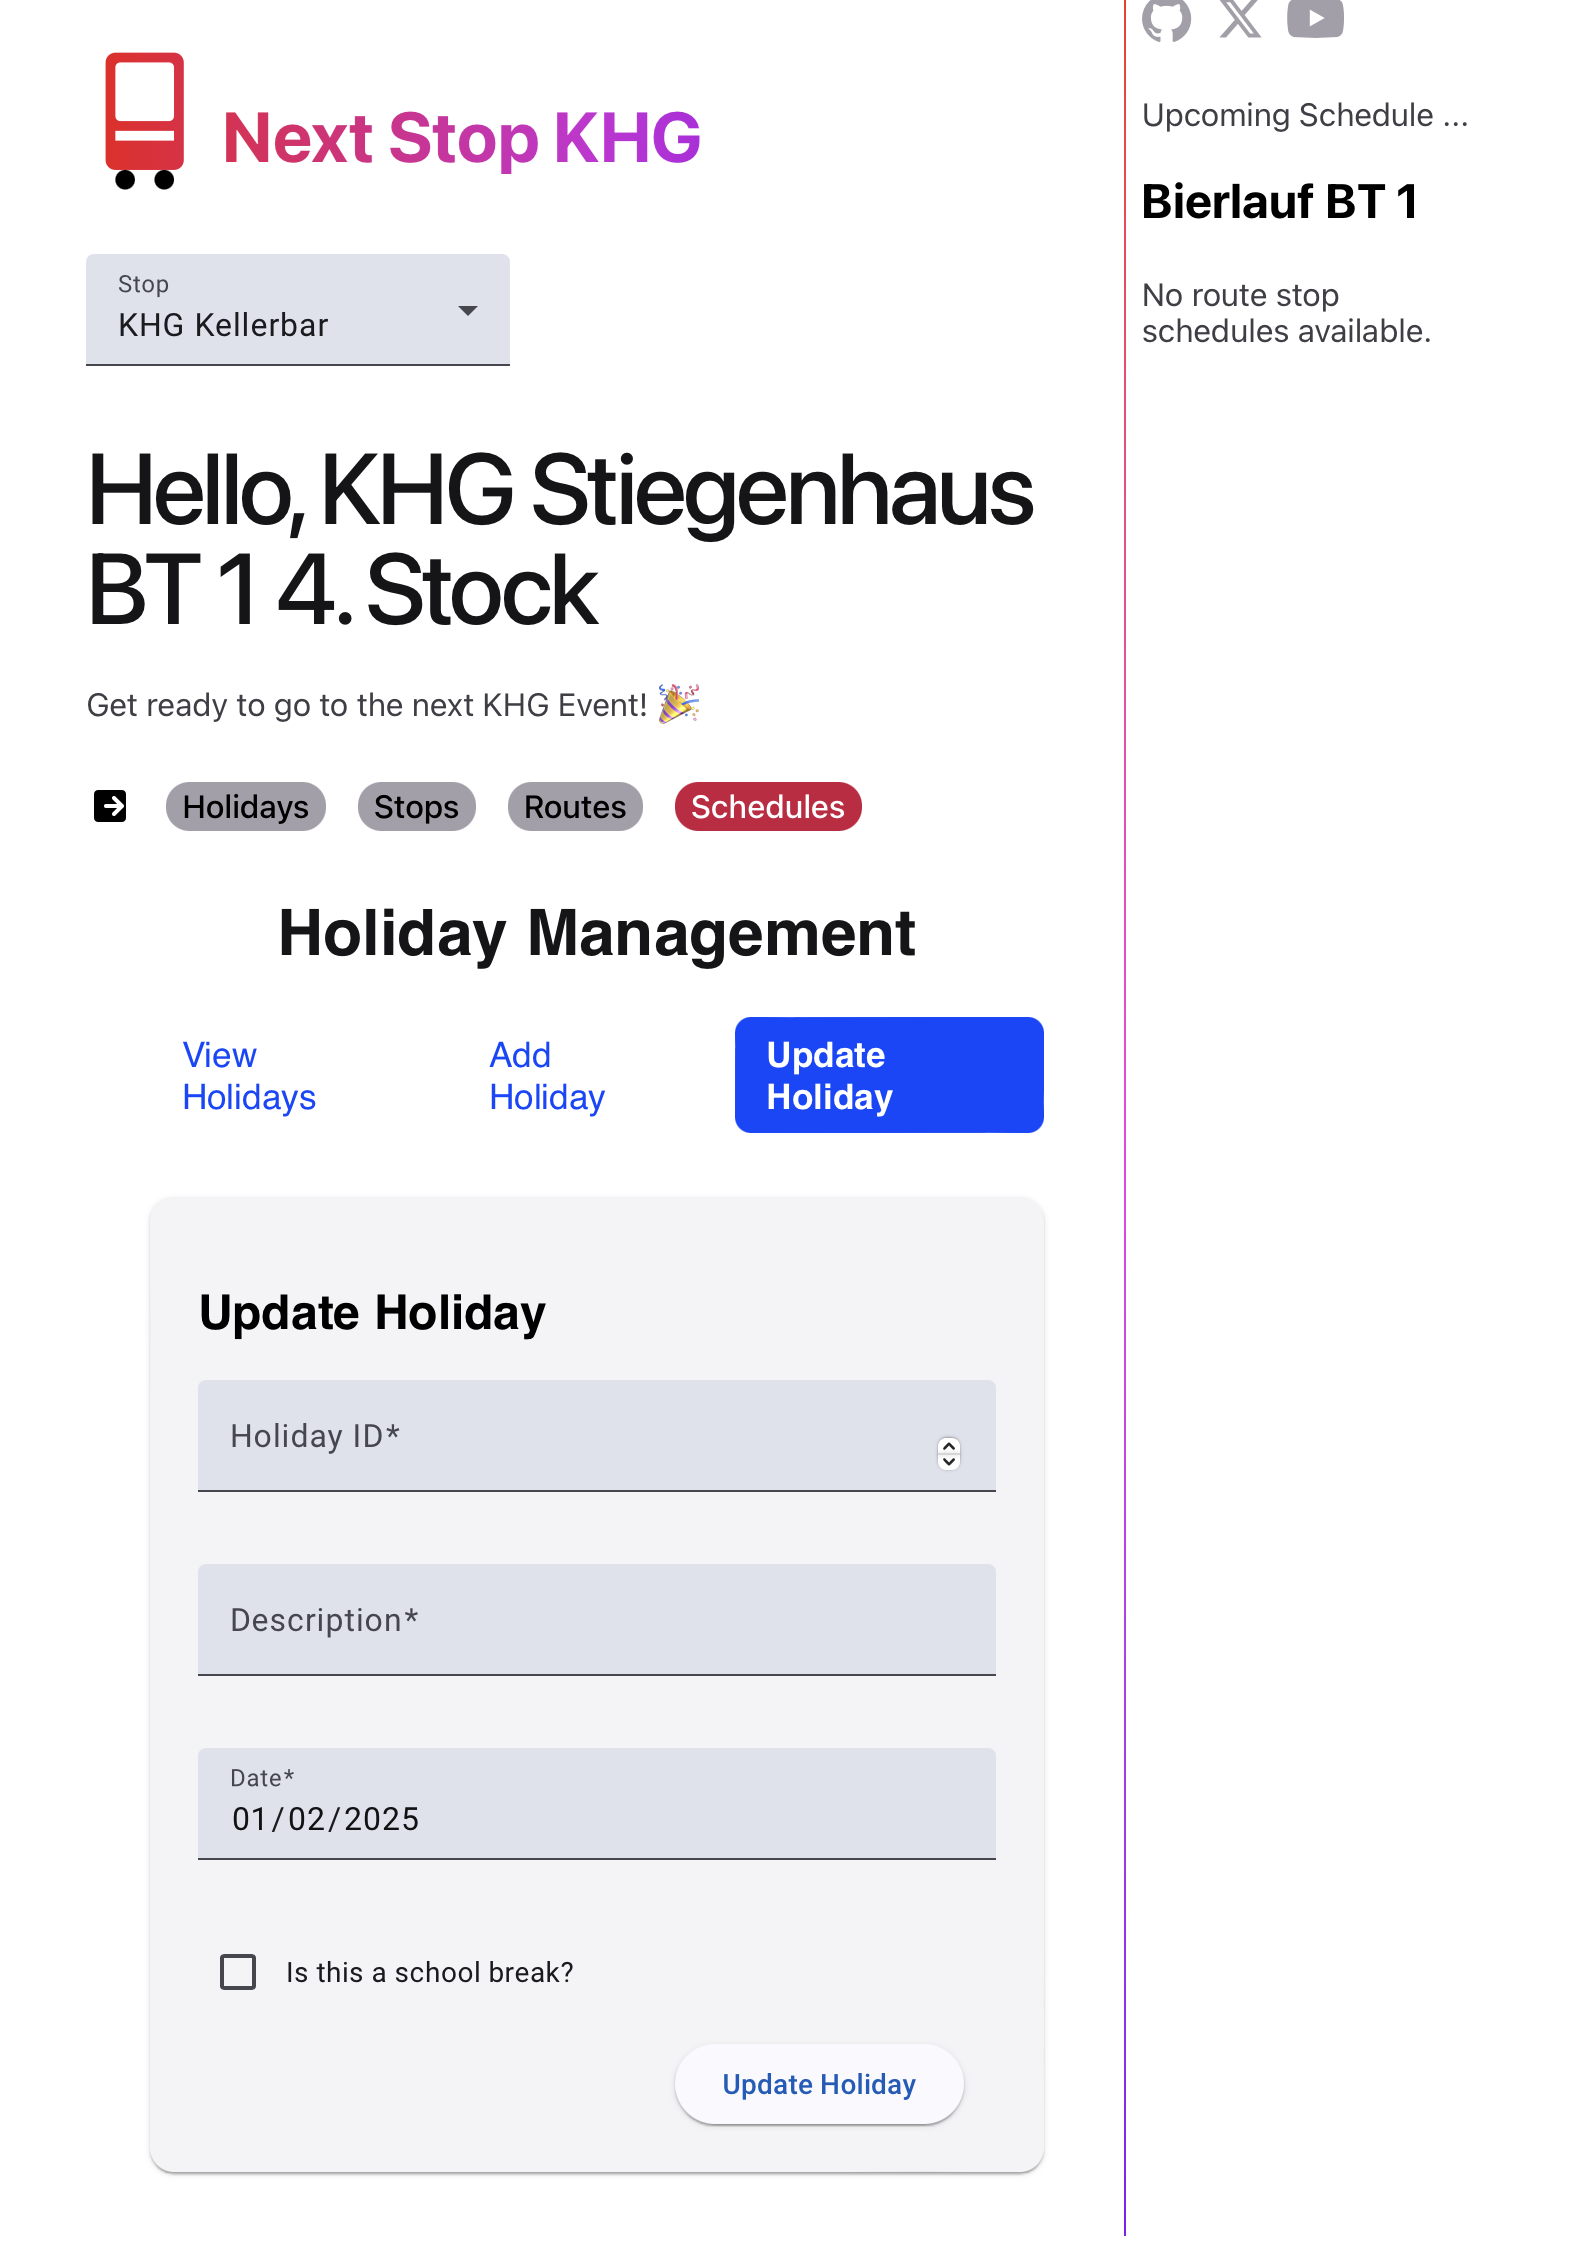 Next Stop KHG
Stop
KHG Kellerbar
Hello, KHG Stiegenhaus
BT 1 4. Stock
Get ready to go to the next KHG Event! 🎉
Holidays
Stops
Routes
Schedules
Holiday Management
View
Holidays
Add
Holiday
Update
Holiday
Update Holiday
Holiday ID*
Description*
Date*
01/02/2025
Is this a school break?
Update Holiday
Upcoming Schedule ...
Bierlauf BT 1
No route stop
schedules available.